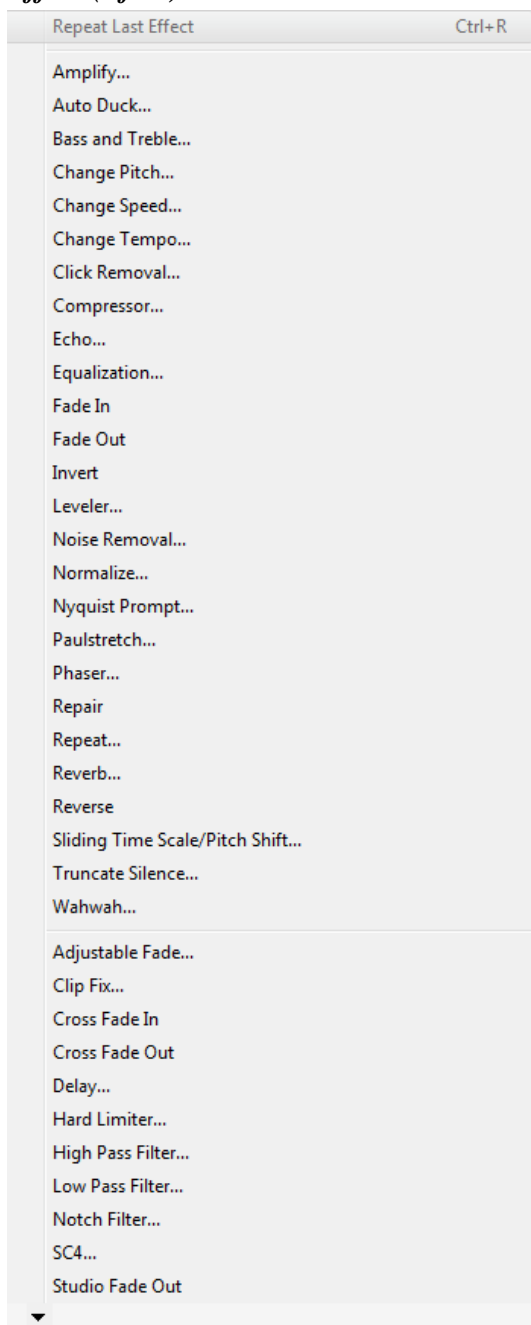 Repeat Last Effect Ctrl+R
Amplify...
Auto Duck...
Bass and Treble...
Change Pitch...
Change Speed...
Change Tempo...
Click Removal...
Compressor...
Echo...
Equalization...
Fade In
Fade Out
Invert
Leveler...
Noise Removal...
Normalize...
Nyquist Prompt...
Paulstretch...
Phaser...
Repair
Repeat...
Reverb...
Reverse
Sliding Time Scale/Pitch Shift...
Truncate Silence...
Wahwah...
Adjustable Fade...
Clip Fix...
Cross Fade In
Cross Fade Out
Delay...
Hard Limiter...
High Pass Filter...
Low Pass Filter...
Notch Filter...
SC4...
Studio Fade Out